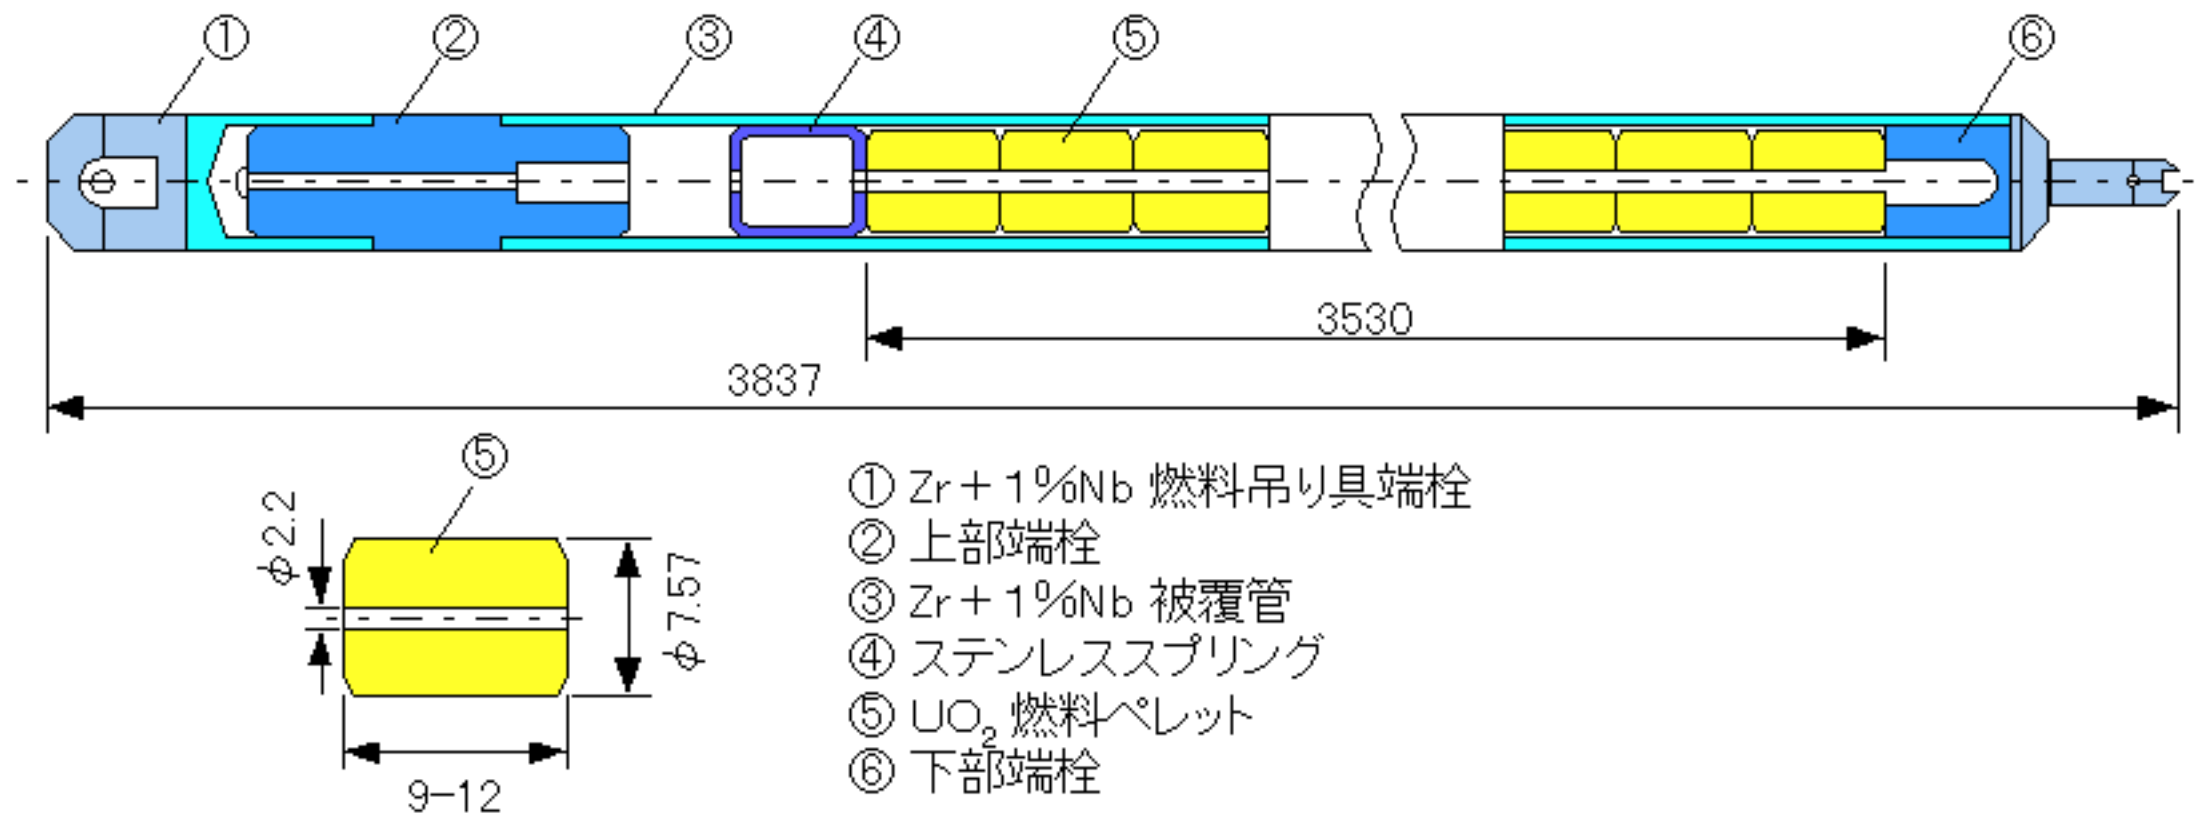 ① ② ③ ④ ⑤ ⑥
3530
3837
⑤
φ2.2
φ7.57
9-12
① Zr+1%Nb 燃料吊り具端栓
② 上部端栓
③ Zr+1%Nb 被覆管
④ ステンレススプリング
⑤ UO₂ 燃料ペレット
⑥ 下部端栓